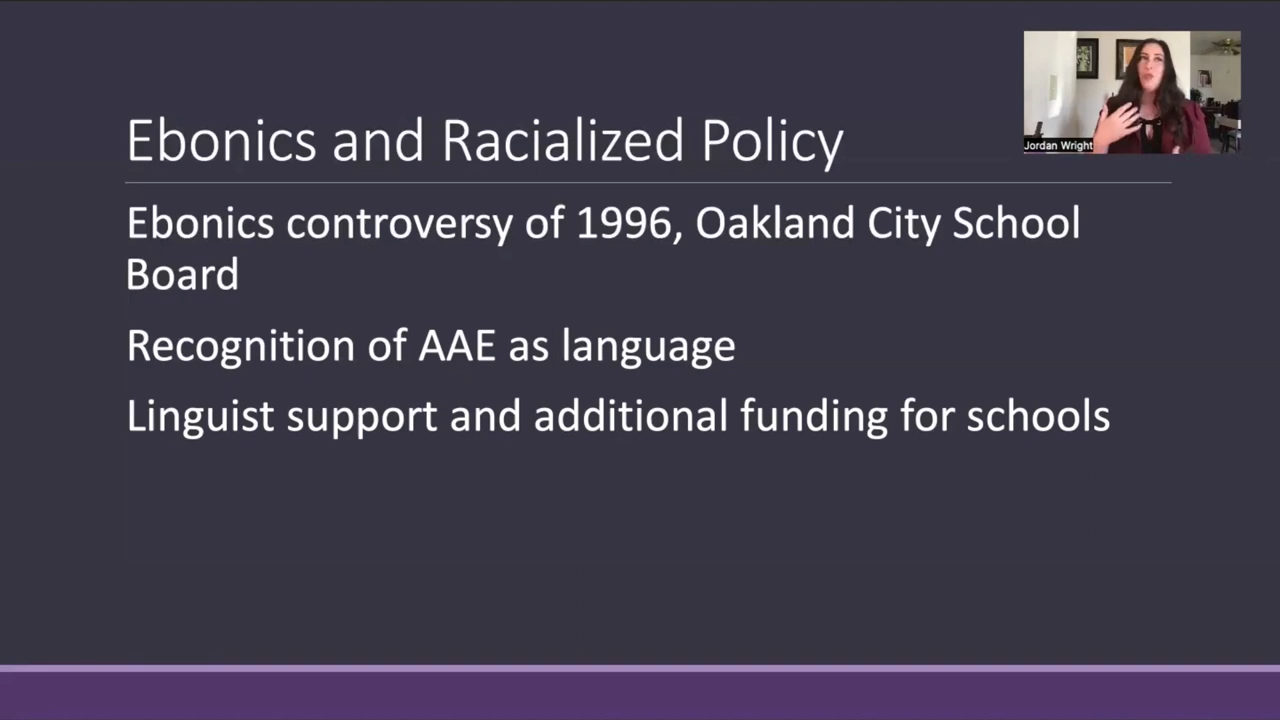 Ebonics and Racialized Policy
Jordan Wright
Ebonics controversy of 1996, Oakland City School
Board
Recognition of AAE as language
Linguist support and additional funding for schools